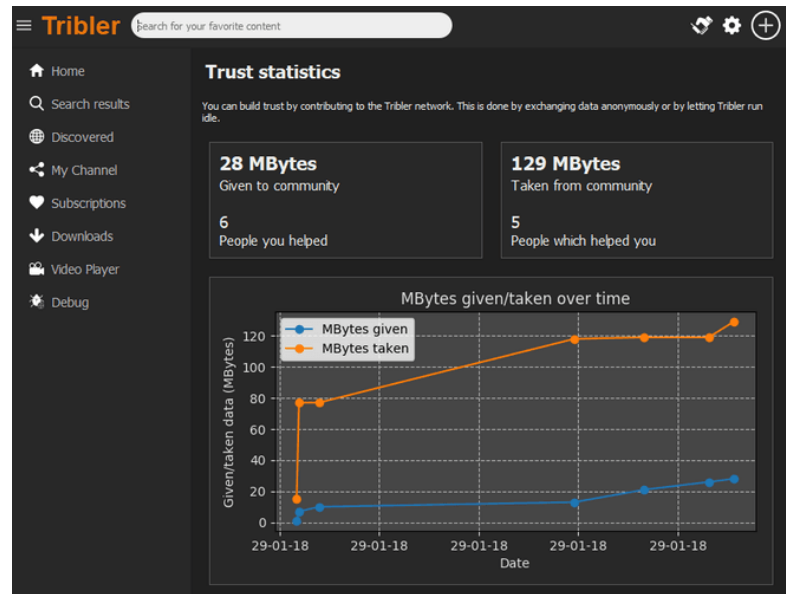 Tribler
Search for your favorite content
Home
Search results
Discovered
My Channel
Subscriptions
Downloads
Video Player
Debug
Trust statistics
You can build trust by contributing to the Tribler network. This is done by exchanging data anonymously or by letting Tribler run
idle.
28 MBytes
Given to community
6
People you helped
129 MBytes
Taken from community
5
People which helped you
MBytes given/taken over time
MBytes given
MBytes taken
Given/taken data (MBytes)
120
100
80
60
40
20
0
29-01-18 29-01-18 29-01-18 29-01-18 29-01-18
Date